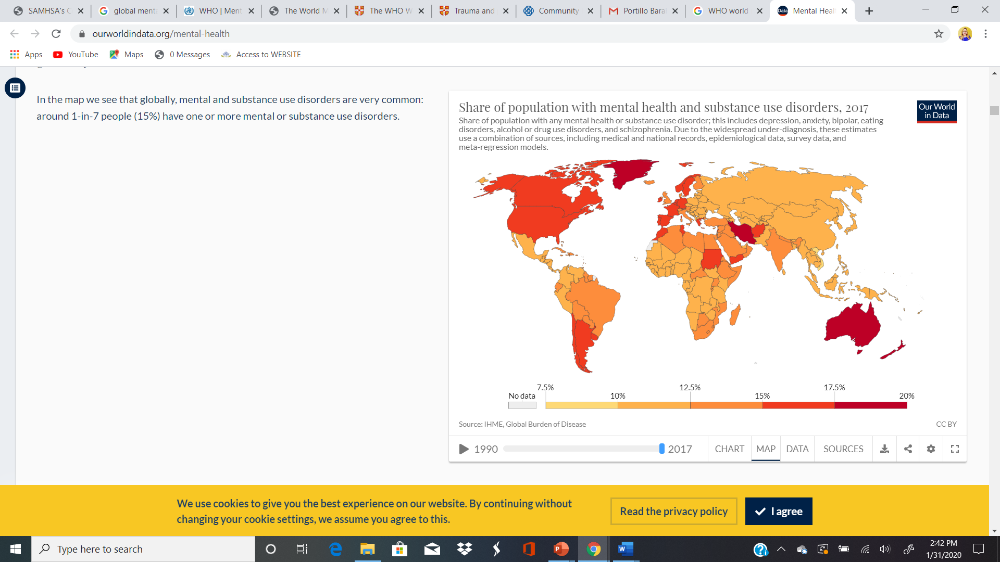 SAMHSA's C
global menta
WHO | Ment
The World M
The WHO W
Trauma and
Community
Portillo Bara
WHO world
Data
Mental Heal
ourworldindata.org/mental-health
Apps
YouTube
Maps
0 Messages
Access to WEBSITE
In the map we see that globally, mental and substance use disorders are very common:
around 1-in-7 people (15%) have one or more mental or substance use disorders.
Share of population with mental health and substance use disorders, 2017
Share of population with any mental health or substance use disorder; this includes depression, anxiety, bipolar, eating
disorders, alcohol or drug use disorders, and schizophrenia. Due to the widespread under-diagnosis, these estimates
use a combination of sources, including medical and national records, epidemiological data, survey data, and
meta-regression models.
Our World
in Data
No data
7.5%
10%
12.5%
15%
17.5%
20%
Source: IHME, Global Burden of Disease
CC BY
1990
2017
CHART
MAP
DATA
SOURCES
We use cookies to give you the best experience on our website. By continuing without
changing your cookie settings, we assume you agree to this.
Read the privacy policy
I agree
Type here to search
2:42 PM
1/31/2020